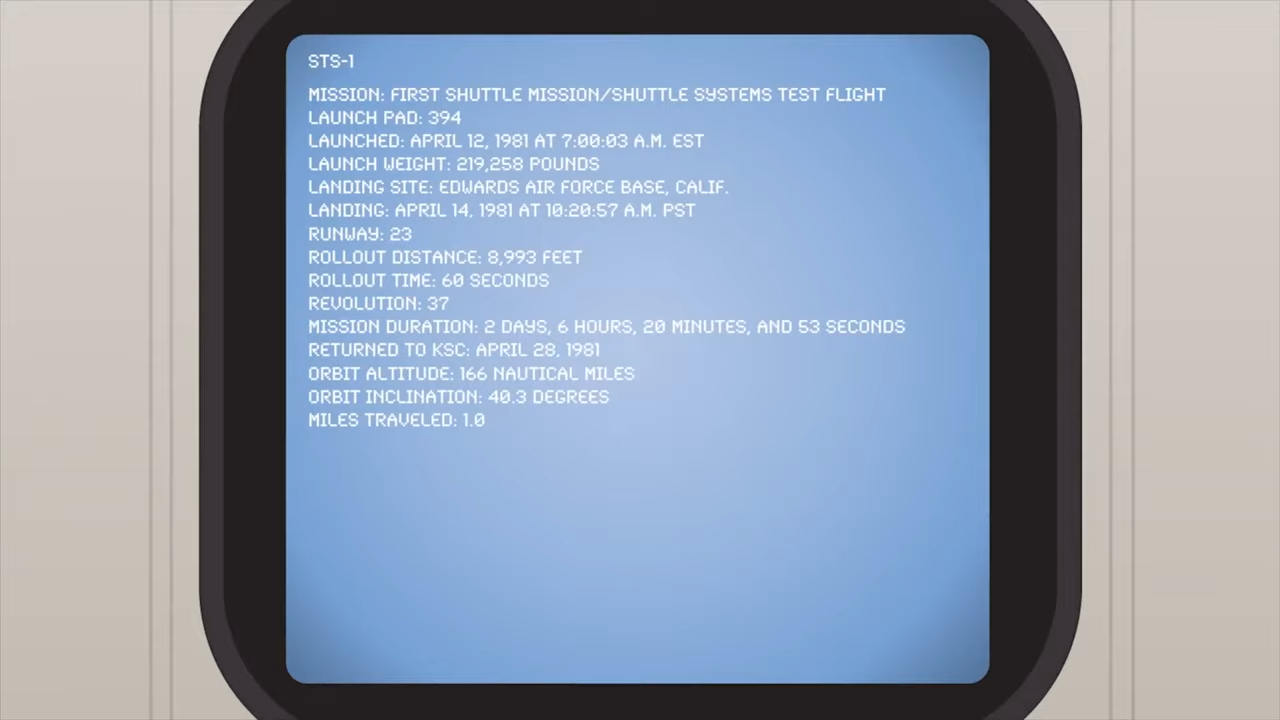 STS-1
MISSION: FIRST SHUTTLE MISSION/SHUTTLE SYSTEMS TEST FLIGHT
LAUNCH PAD: 394
LAUNCHED: APRIL 12, 1981 AT 7:00:03 A.M. EST
LAUNCH WEIGHT: 219,258 POUNDS
LANDING SITE: EDWARDS AIR FORCE BASE, CALIF.
LANDING: APRIL 14, 1981 AT 10:20:57 A.M. PST
RUNWAY: 23
ROLLOUT DISTANCE: 8,993 FEET
ROLLOUT TIME: 60 SECONDS
REVOLUTION: 37
MISSION DURATION: 2 DAYS, 6 HOURS, 20 MINUTES, AND 53 SECONDS
RETURNED TO KSC: APRIL 28, 1981
ORBIT ALTITUDE: 166 NAUTICAL MILES
ORBIT INCLINATION: 40.3 DEGREES
MILES TRAVELED: 1.0